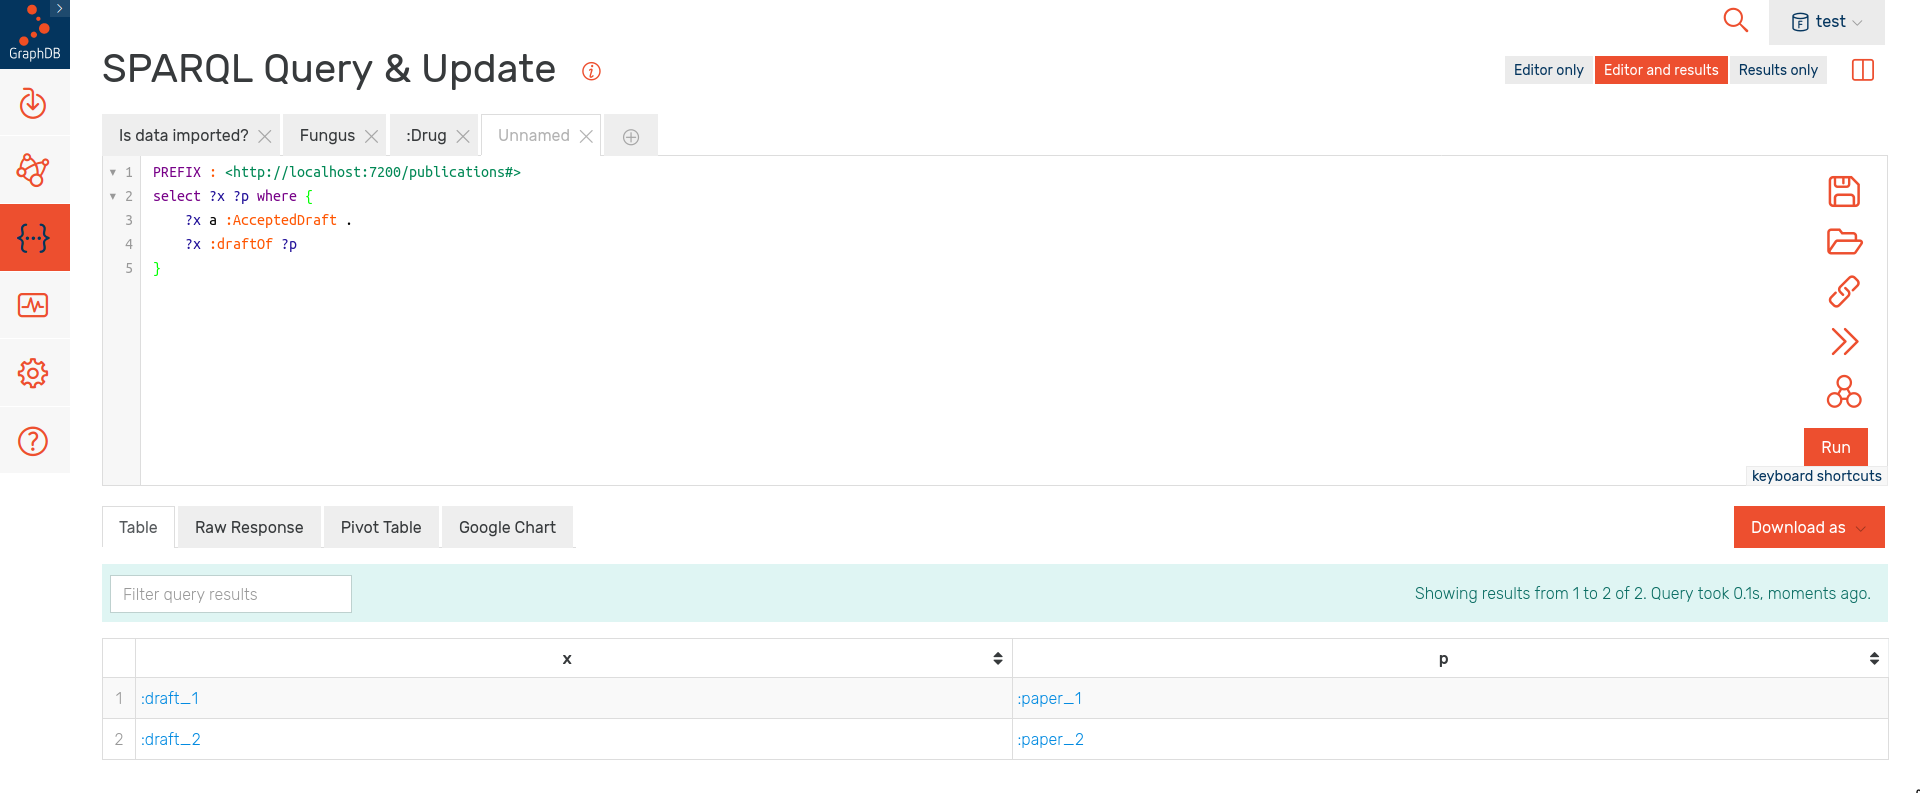 GraphDB
test
SPARQL Query & Update
Editor only Editor and results Results only
Is data imported? Fungus :Drug Unnamed
1 PREFIX : <http://localhost:7200/publications#>
2 select ?x ?p where {
3 ?x a :AcceptedDraft .
4 ?x :draftOf ?p
5 }
Run
keyboard shortcuts
Table Raw Response Pivot Table Google Chart Download as
Filter query results Showing results from 1 to 2 of 2. Query took 0.1s, moments ago.
x p
1 :draft_1 :paper_1
2 :draft_2 :paper_2